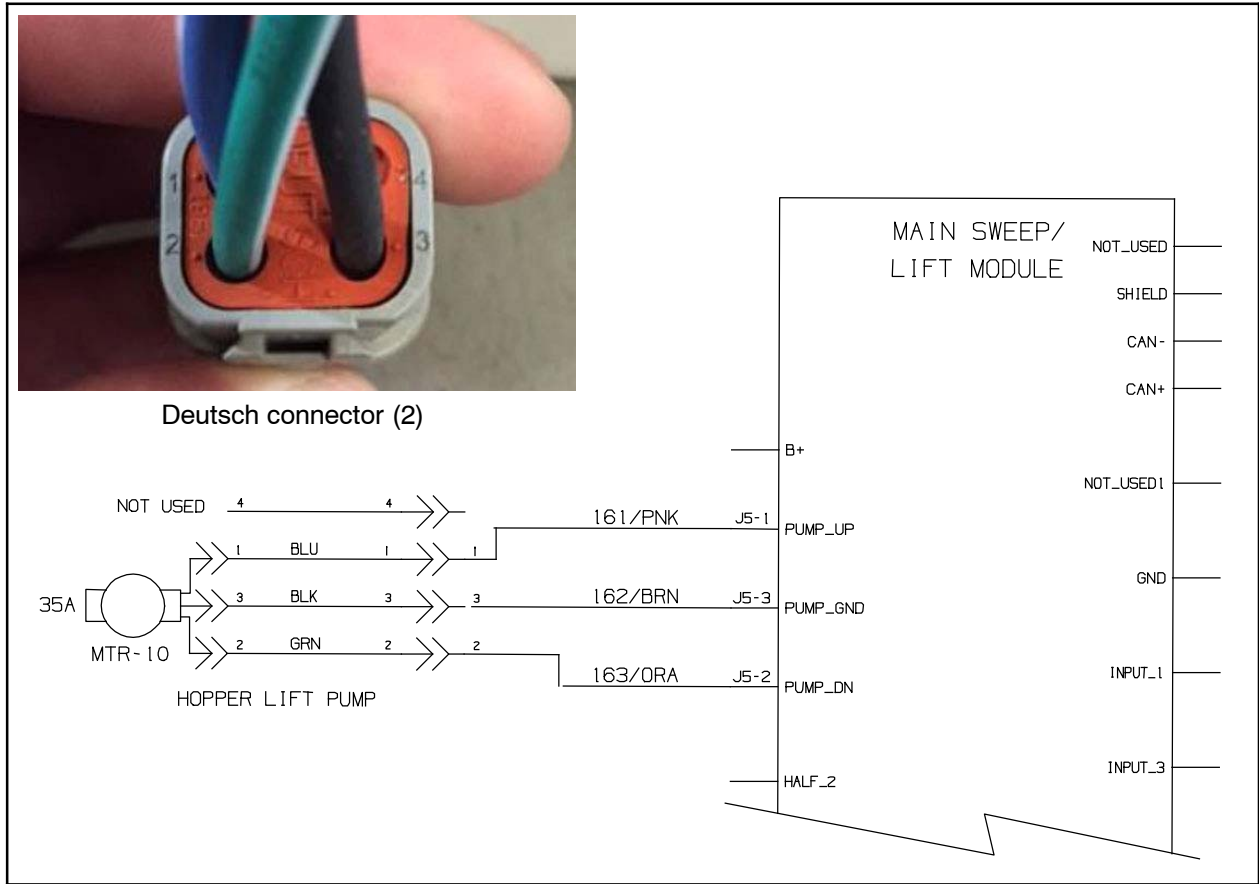 1
4
2
3
Deutsch connector (2)
MAIN SWEEP/
LIFT MODULE
NOT_USED
SHIELD
CAN-
CAN+
B+
NOT_USED1
NOT USED 4 4
1 BLU 1 1 161/PNK J5-1 PUMP_UP
GND
35A 3 BLK 3 3 162/BRN J5-3 PUMP_GND
MTR-10 2 GRN 2 2 163/ORA J5-2 PUMP_DN
INPUT_1
HOPPER LIFT PUMP
INPUT_3
HALF_2